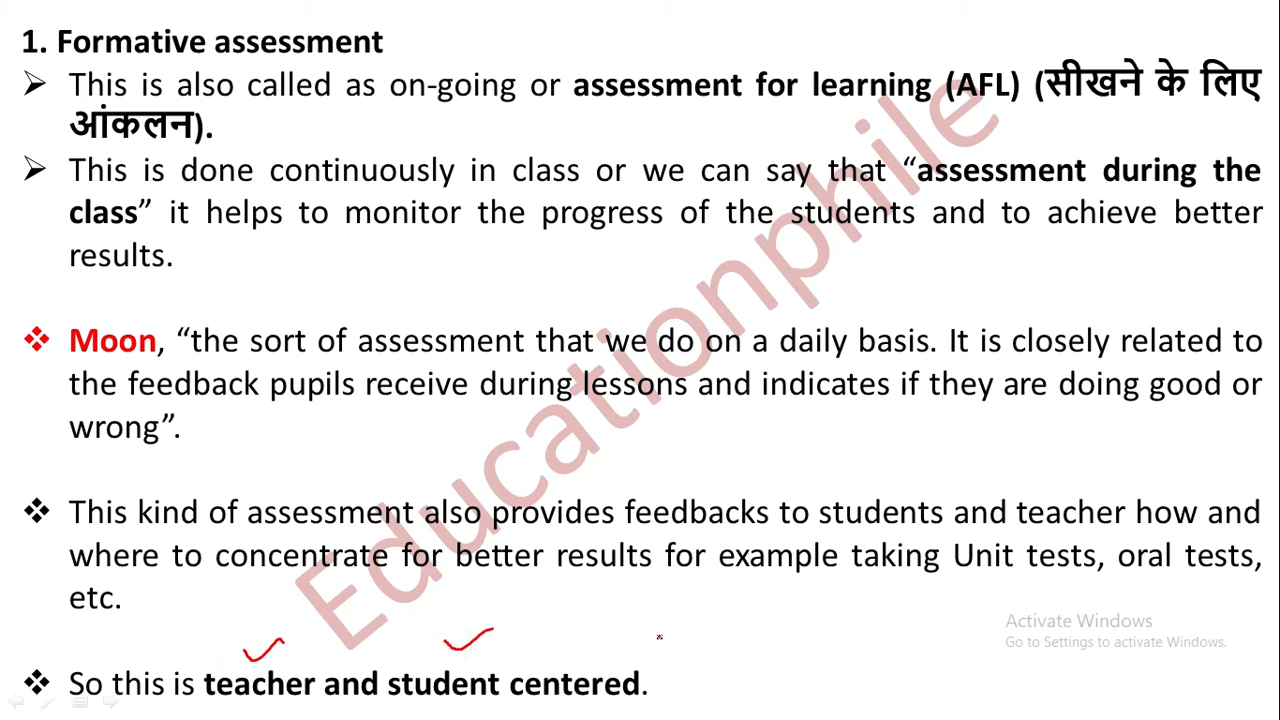 1. Formative assessment
➢ This is also called as on-going or assessment for learning (AFL) (सीखने के लिए
आंकलन).
➢ This is done continuously in class or we can say that “assessment during the
class” it helps to monitor the progress of the students and to achieve better
results.
❖ Moon, “the sort of assessment that we do on a daily basis. It is closely related to
the feedback pupils receive during lessons and indicates if they are doing good or
wrong”.
❖ This kind of assessment also provides feedbacks to students and teacher how and
where to concentrate for better results for example taking Unit tests, oral tests,
etc.
❖ So this is teacher and student centered.
Educationphile
Activate Windows
Go to Settings to activate Windows.